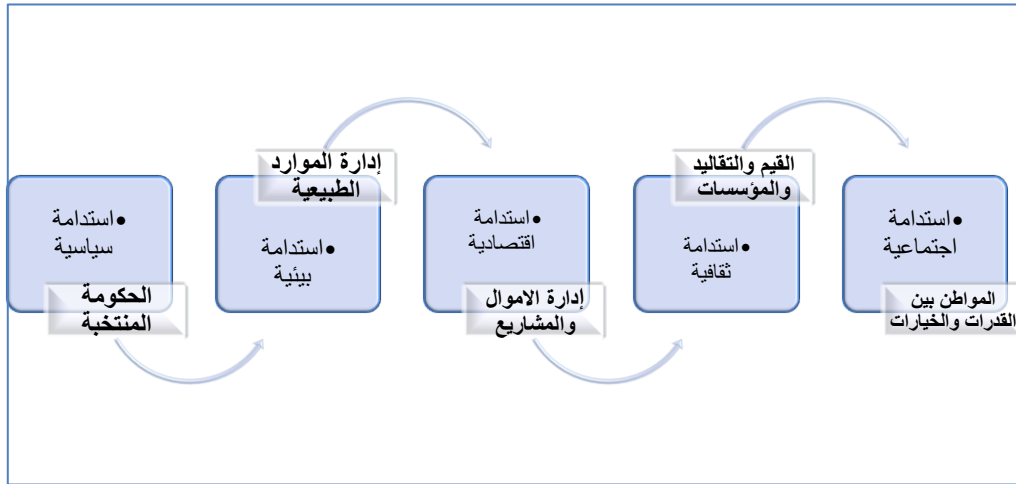 •استدامة
سياسية
الحكومة
المنتخبة
إدارة الموارد
الطبيعية
•استدامة
بيئية
•استدامة
اقتصادية
إدارة الاموال
والمشاريع
القيم والتقاليد
والمؤسسات
•استدامة
ثقافية
•استدامة
اجتماعية
المواطن بين
القدرات والخيارات